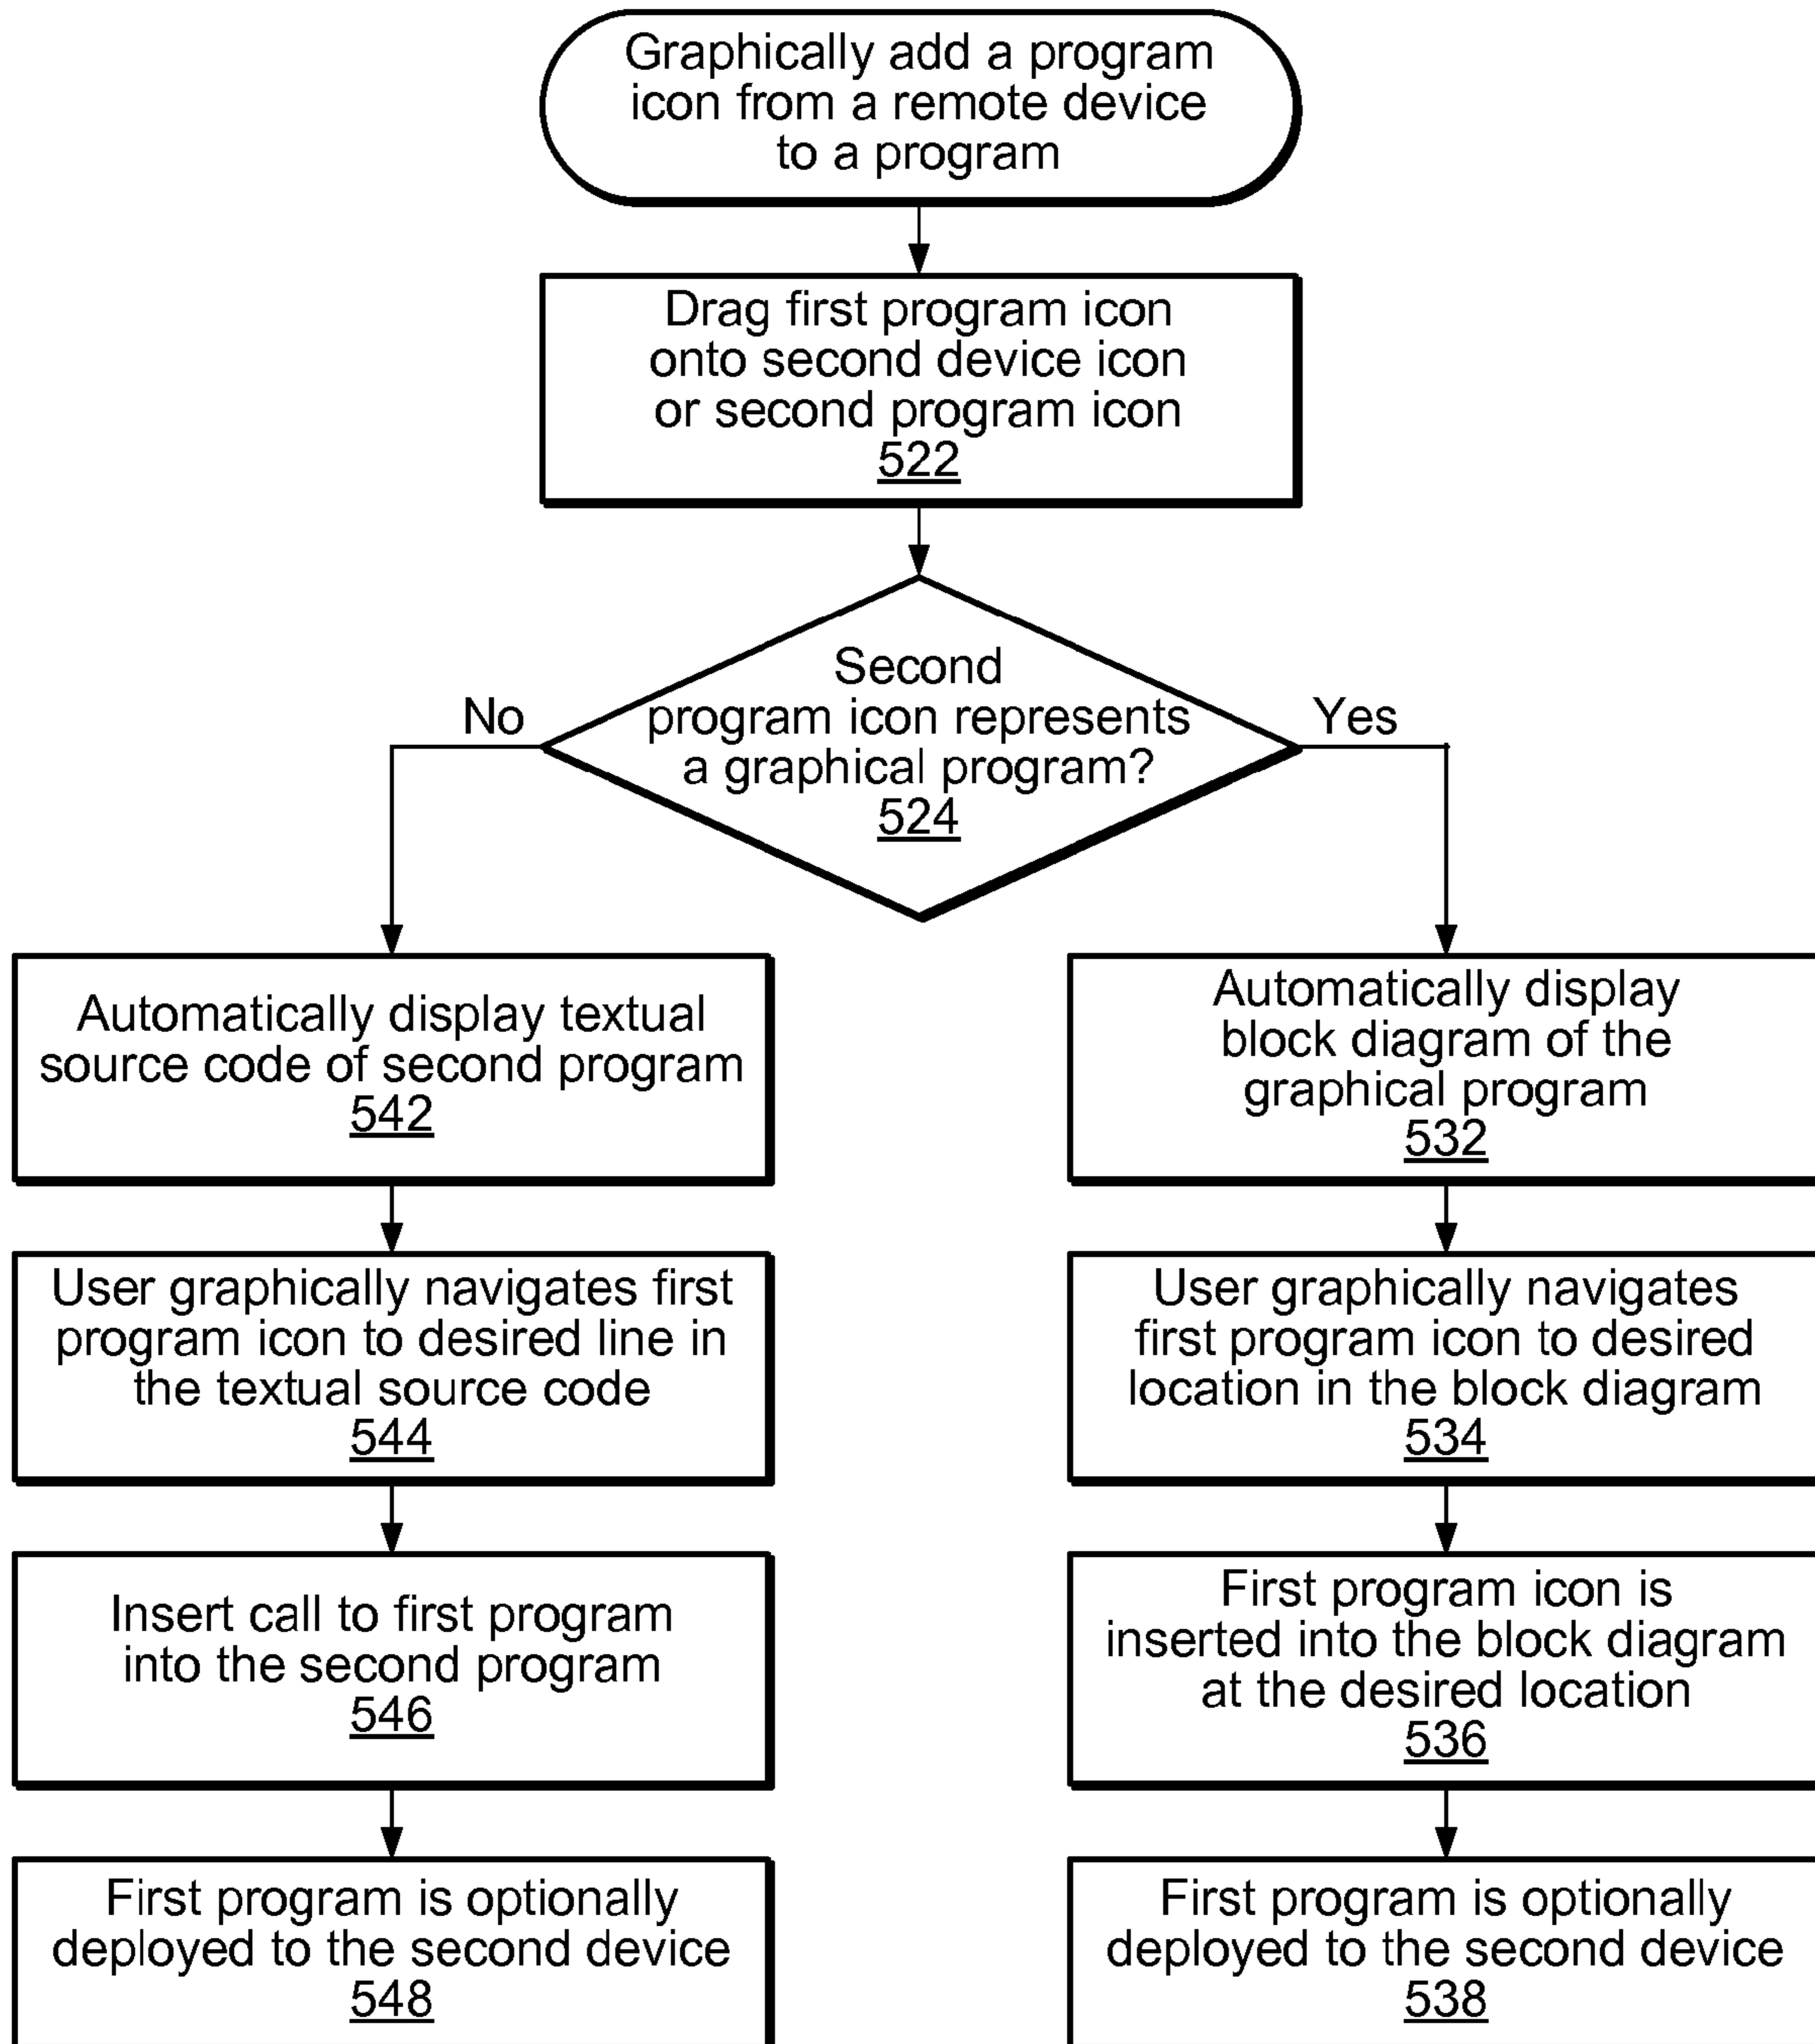 Graphically add a program
icon from a remote device
to a program
Drag first program icon
onto second device icon
or second program icon
522
Second
program icon represents
a graphical program?
524
No
Yes
Automatically display textual
source code of second program
542
User graphically navigates first
program icon to desired line in
the textual source code
544
Insert call to first program
into the second program
546
First program is optionally
deployed to the second device
548
Automatically display
block diagram of the
graphical program
532
User graphically navigates
first program icon to desired
location in the block diagram
534
First program icon is
inserted into the block diagram
at the desired location
536
First program is optionally
deployed to the second device
538